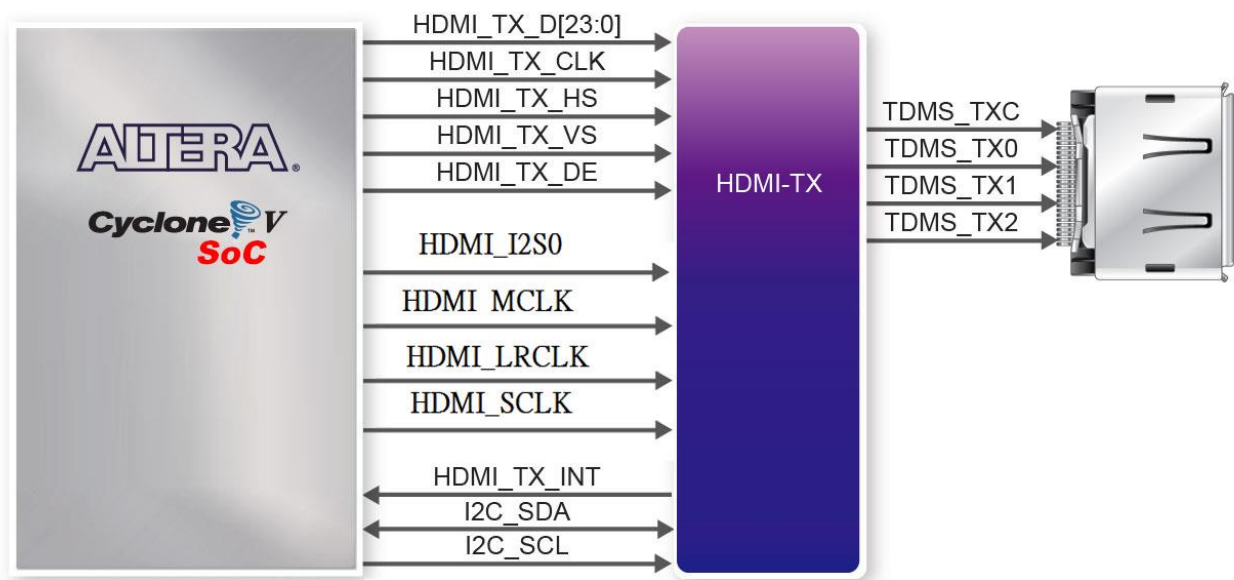 ALTERA®
Cyclone™ V
SoC
HDMI_TX_D[23:0]
HDMI_TX_CLK
HDMI_TX_HS
HDMI_TX_VS
HDMI_TX_DE
HDMI_I2S0
HDMI MCLK
HDMI_LRCLK
HDMI_SCLK
HDMI_TX_INT
I2C_SDA
I2C_SCL
HDMI-TX
TDMS_TXC
TDMS_TX0
TDMS_TX1
TDMS_TX2